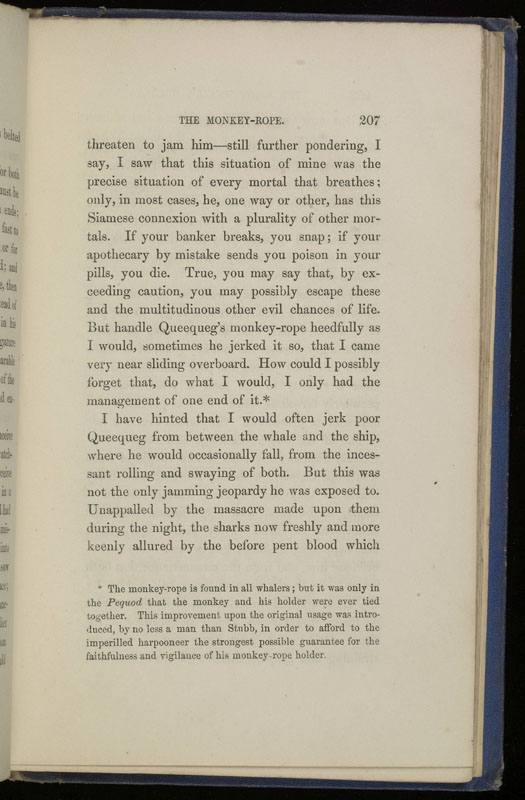 THE MONKEY-ROPE. 207
threaten to jam him—still further pondering, I
say, I saw that this situation of mine was the
precise situation of every mortal that breathes;
only, in most cases, he, one way or other, has this
Siamese connexion with a plurality of other mor-
tals. If your banker breaks, you snap; if your
apothecary by mistake sends you poison in your
pills, you die. True, you may say that, by ex-
ceeding caution, you may possibly escape these
and the multitudinous other evil chances of life.
But handle Queequeg's monkey-rope heedfully as
I would, sometimes he jerked it so, that I came
very near sliding overboard. How could I possibly
forget that, do what I would, I only had the
management of one end of it.*
I have hinted that I would often jerk poor
Queequeg from between the whale and the ship,
where he would occasionally fall, from the inces-
sant rolling and swaying of both. But this was
not the only jamming jeopardy he was exposed to.
Unappalled by the massacre made upon them
during the night, the sharks now freshly and more
keenly allured by the before pent blood which
* The monkey-rope is found in all whalers; but it was only in
the Pequod that the monkey and his holder were ever tied
together. This improvement upon the original usage was intro-
duced, by no less a man than Stubb, in order to afford to the
imperilled harpooneer the strongest possible guarantee for the
faithfulness and vigilance of his monkey-rope holder.